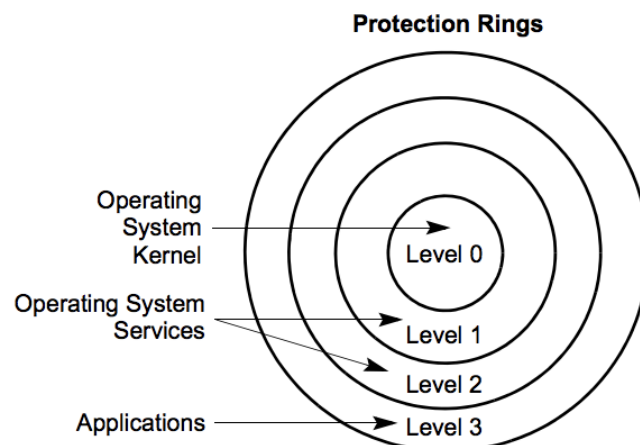 Protection Rings
Operating
System
Kernel
Level 0
Operating System
Services
Level 1
Level 2
Applications
Level 3